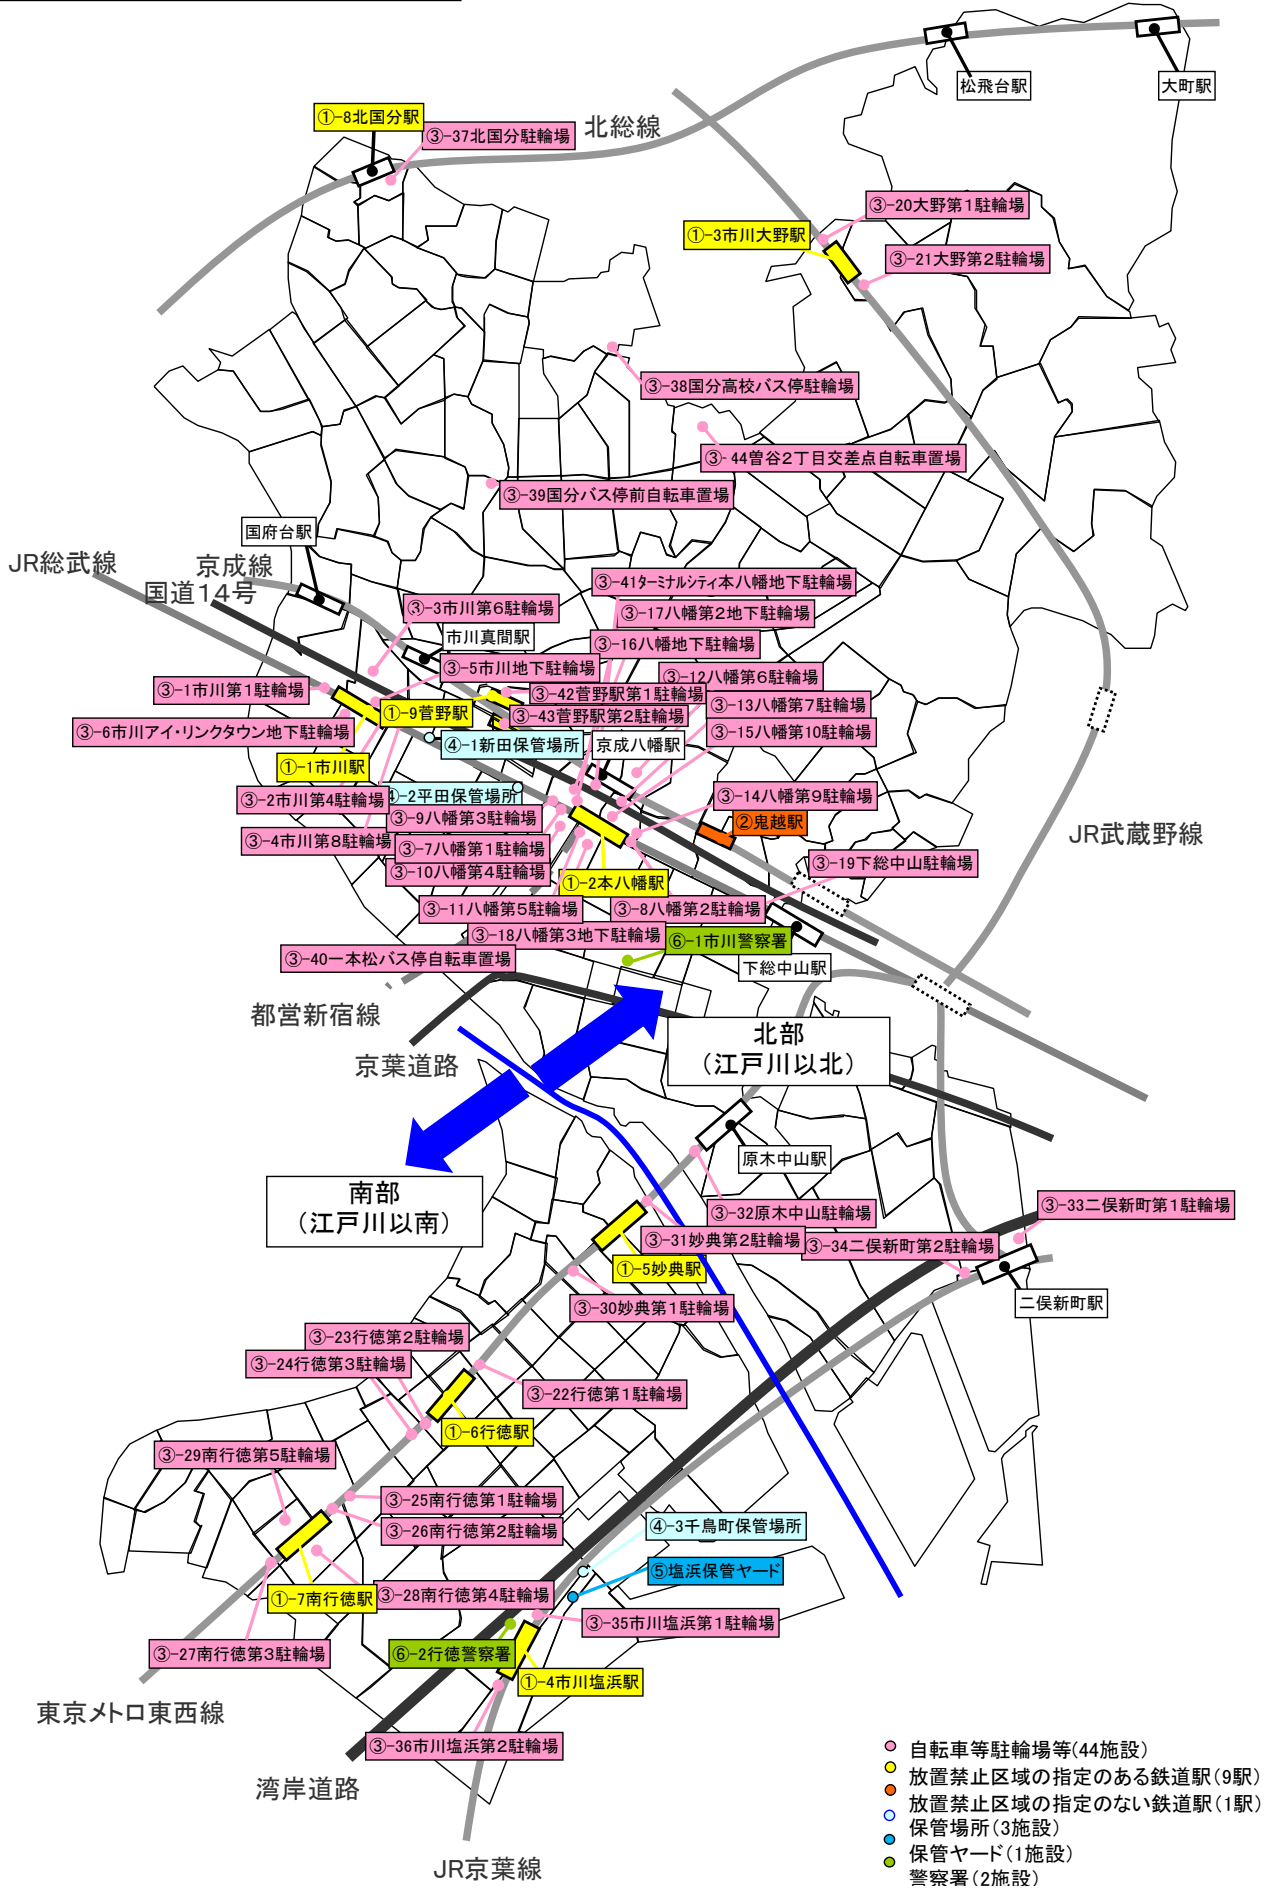 松飛台駅
大町駅
①-8北国分駅
③-37北国分駐輪場
北総線
③-20大野第1駐輪場
①-3市川大野駅
③-21大野第2駐輪場
③-38国分高校バス停駐輪場
③-44曽谷2丁目交差点自転車置場
③-39国分バス停前自転車置場
国府台駅
JR総武線
京成線
国道14号
③-41ターミナルシティ本八幡地下駐輪場
③-3市川第6駐輪場
③-17八幡第2地下駐輪場
市川真間駅
③-16八幡地下駐輪場
③-5市川地下駐輪場
③-12八幡第6駐輪場
③-1市川第1駐輪場
③-42菅野駅第1駐輪場
③-13八幡第7駐輪場
①-9菅野駅
③-43菅野駅第2駐輪場
③-6市川アイ・リンクタウン地下駐輪場
③-15八幡第10駐輪場
④-1新田保管場所
京成八幡駅
①-1市川駅
④-2平田保管場所
③-14八幡第9駐輪場
③-2市川第4駐輪場
③-9八幡第3駐輪場
②鬼越駅
JR武蔵野線
③-4市川第8駐輪場
③-7八幡第1駐輪場
③-19下総中山駐輪場
③-10八幡第4駐輪場
①-2本八幡駅
③-11八幡第5駐輪場
③-8八幡第2駐輪場
③-18八幡第3地下駐輪場
⑥-1市川警察署
③-40一本松バス停自転車置場
下総中山駅
都営新宿線
京葉道路
北部
（江戸川以北）
原木中山駅
南部
（江戸川以南）
③-33二俣新町第1駐輪場
③-32原木中山駐輪場
③-31妙典第2駐輪場
③-34二俣新町第2駐輪場
①-5妙典駅
二俣新町駅
③-30妙典第1駐輪場
③-23行徳第2駐輪場
③-24行徳第3駐輪場
③-22行徳第1駐輪場
①-6行徳駅
③-29南行徳第5駐輪場
③-25南行徳第1駐輪場
③-26南行徳第2駐輪場
④-3千鳥町保管場所
⑤塩浜保管ヤード
①-7南行徳駅
③-28南行徳第4駐輪場
③-35市川塩浜第1駐輪場
③-27南行徳第3駐輪場
⑥-2行徳警察署
①-4市川塩浜駅
東京メトロ東西線
③-36市川塩浜第2駐輪場
湾岸道路
JR京葉線
自転車等駐輪場等(44施設)
放置禁止区域の指定のある鉄道駅(9駅)
放置禁止区域の指定のない鉄道駅(1駅)
保管場所(3施設)
保管ヤード(1施設)
警察署(2施設)